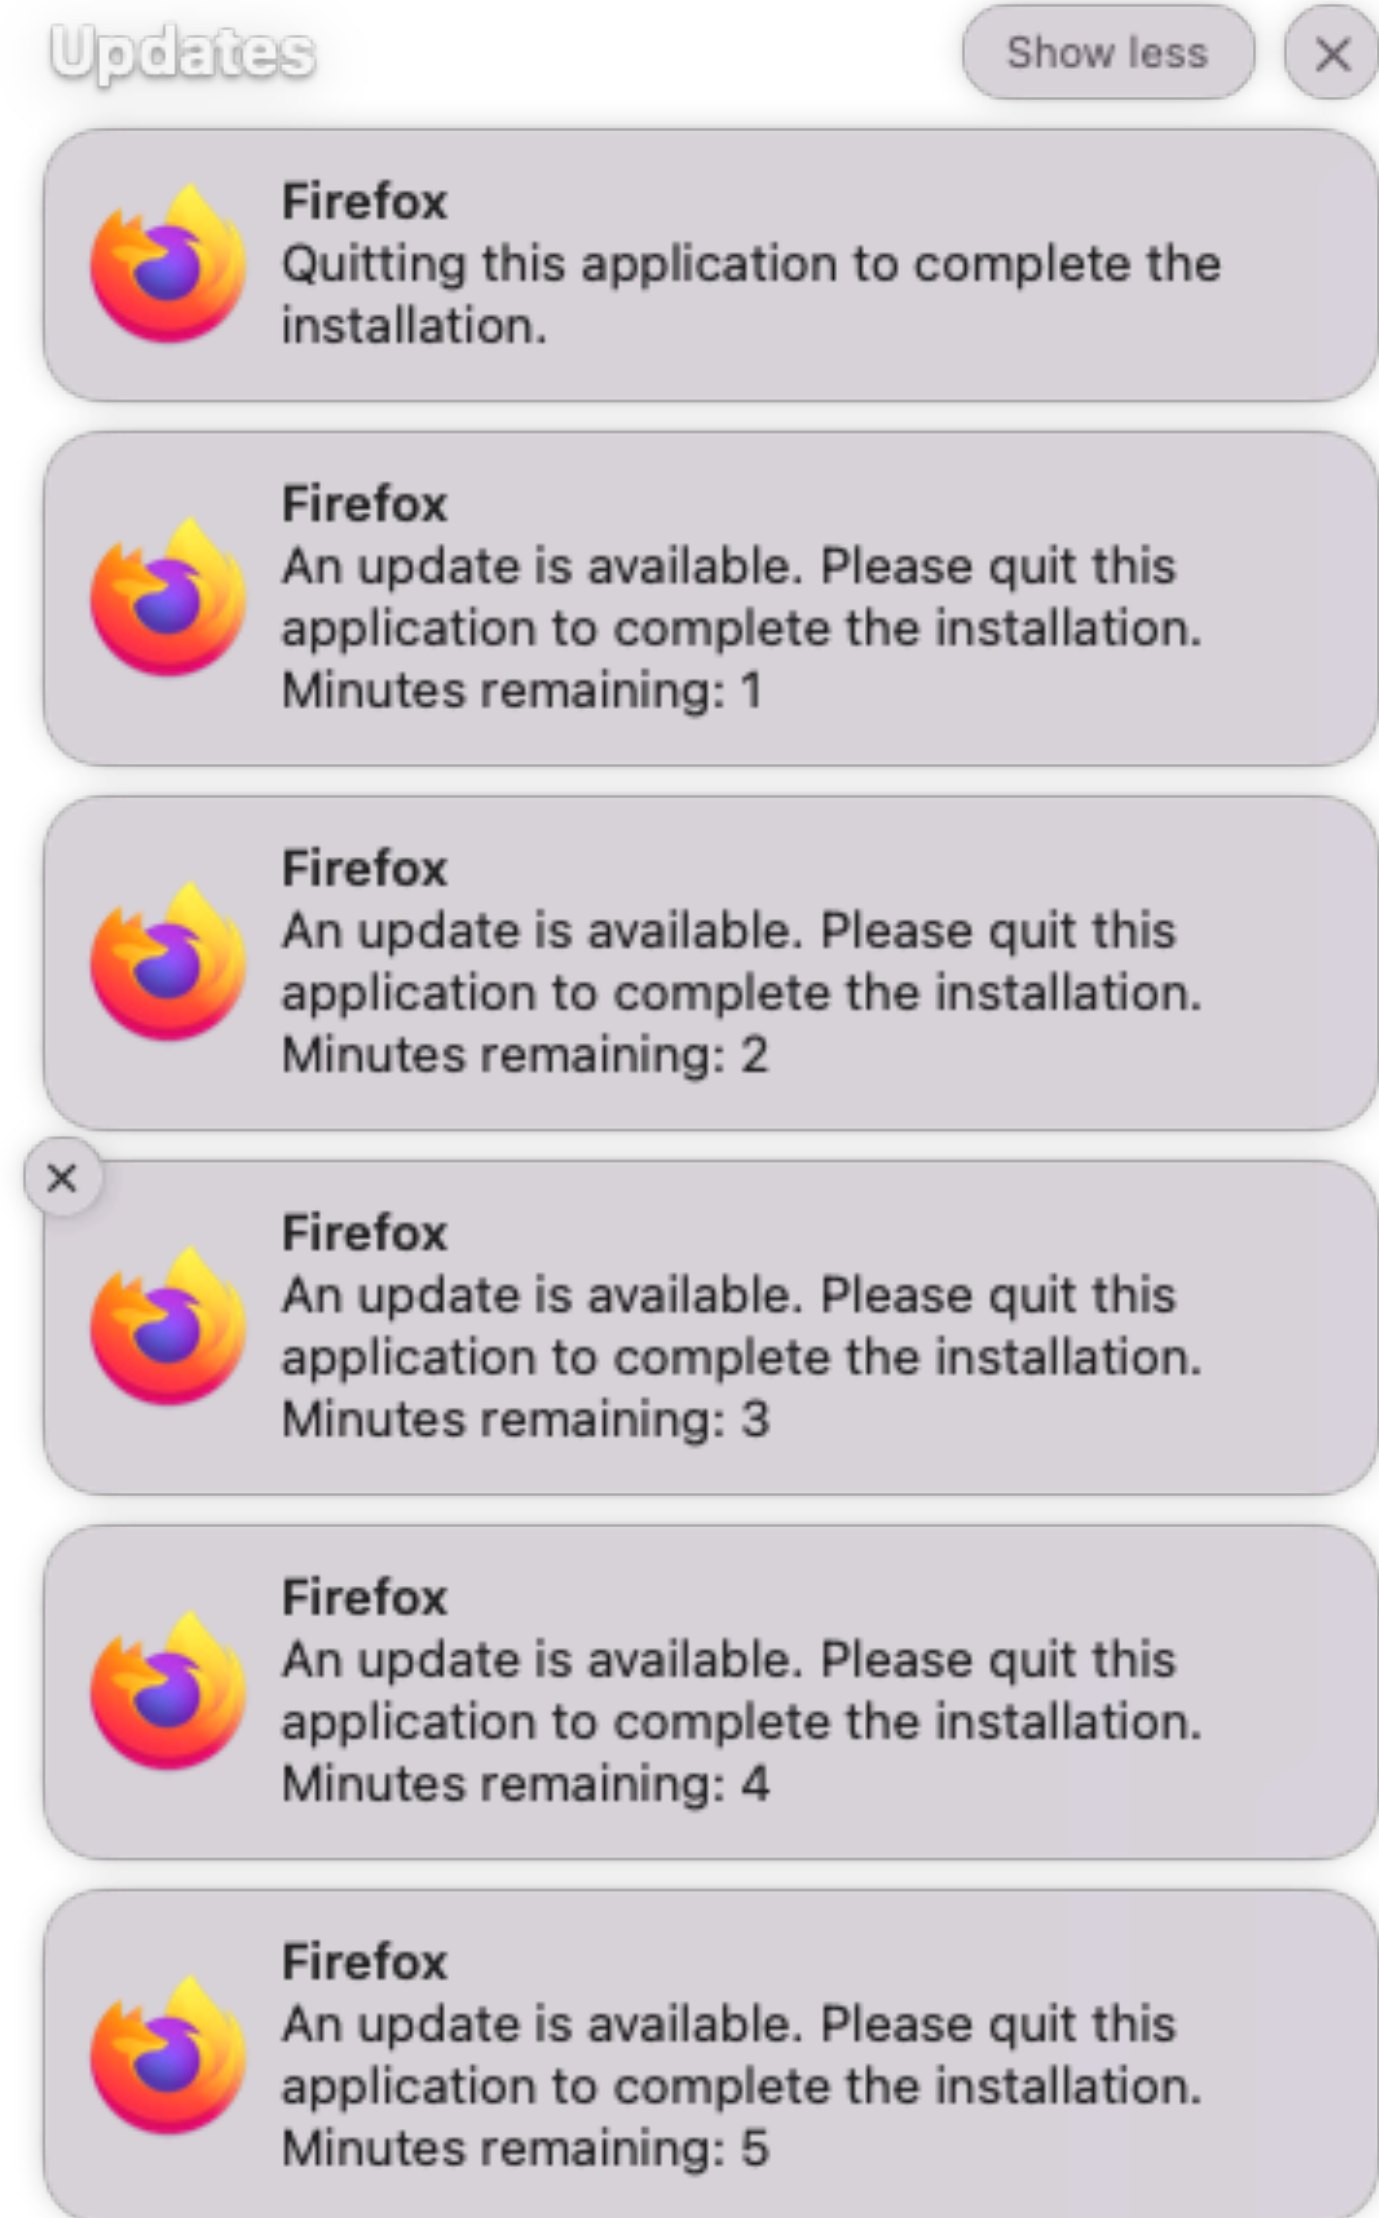 Updates
Show less
Firefox
Quitting this application to complete the
installation.
Firefox
An update is available. Please quit this
application to complete the installation.
Minutes remaining: 1
Firefox
An update is available. Please quit this
application to complete the installation.
Minutes remaining: 2
Firefox
An update is available. Please quit this
application to complete the installation.
Minutes remaining: 3
Firefox
An update is available. Please quit this
application to complete the installation.
Minutes remaining: 4
Firefox
An update is available. Please quit this
application to complete the installation.
Minutes remaining: 5